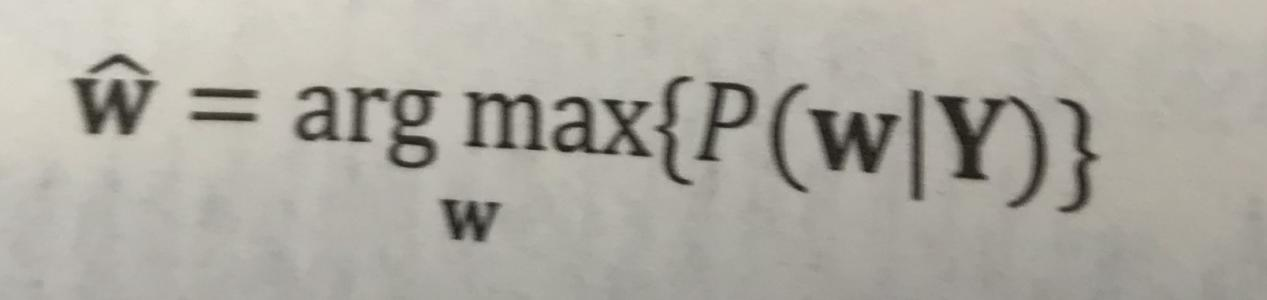 ŵ = arg max{P(w|Y)}
w